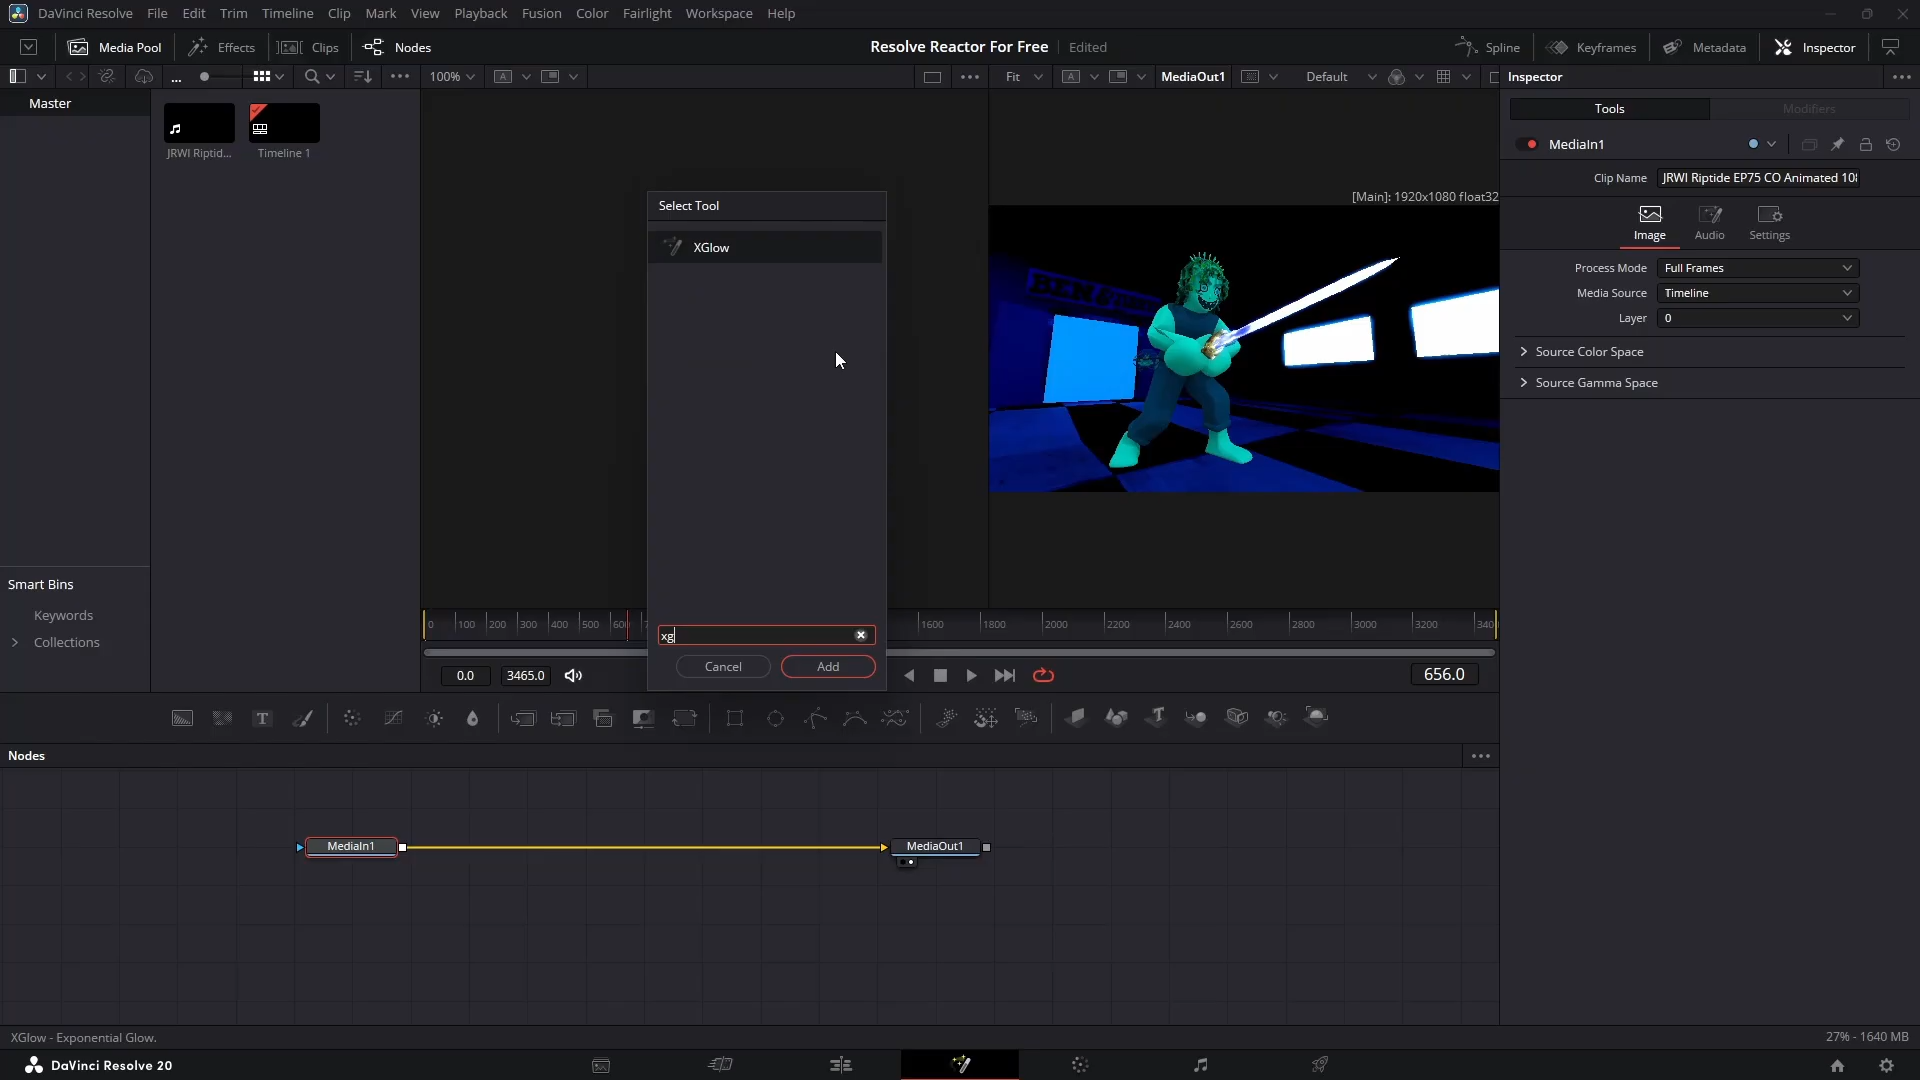 DaVinci Resolve File Edit Trim Timeline Clip Mark View Playback Fusion Color Fairlight Workspace Help
Media Pool Effects Clips Nodes Resolve Reactor For Free Edited Spline Keyframes Metadata Inspector
... 100% Fit MediaOut1 Default Inspector
Master
JRWI Riptid...
Timeline 1
Select Tool
XGlow
xg
Cancel Add
[Main]: 1920x1080 float32
Tools Modifiers
MediaIn1
Clip Name JRWI Riptide EP75 CO Animated 108
Image Audio Settings
Process Mode Full Frames
Media Source Timeline
Layer 0
Source Color Space
Source Gamma Space
Smart Bins
Keywords
Collections
0 100 200 300 400 500 1600 1800 2000 2200 2400 2600 2800 3000 3200
0.0 3465.0 656.0
Nodes
MediaIn1 MediaOut1
XGlow - Exponential Glow. 27% - 1640 MB
DaVinci Resolve 20